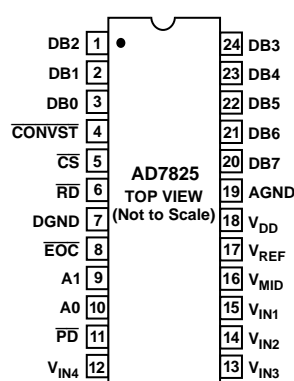 DB2 1
DB1 2
DB0 3
CONVST 4
CS 5
RD 6
DGND 7
EOC 8
A1 9
A0 10
PD 11
VIN4 12
AD7825
TOP VIEW
(Not to Scale)
24 DB3
23 DB4
22 DB5
21 DB6
20 DB7
19 AGND
18 VDD
17 VREF
16 VMID
15 VIN1
14 VIN2
13 VIN3